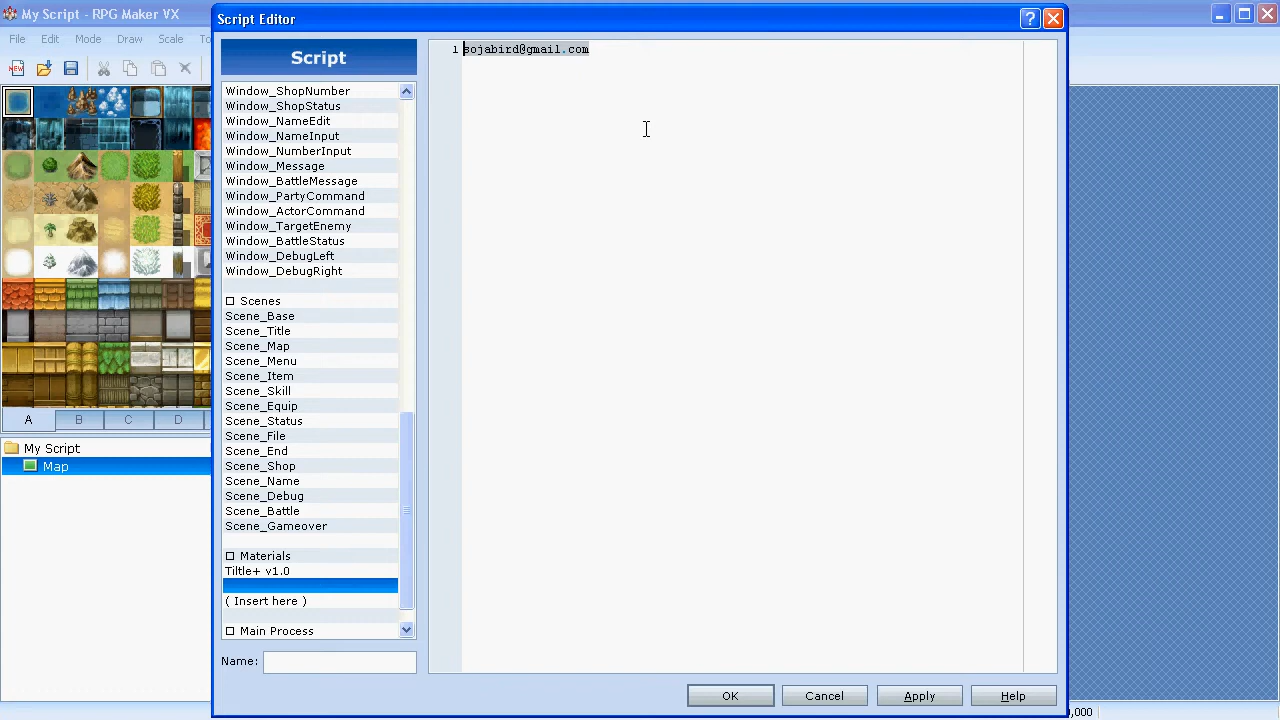 My Script - RPG Maker VX
File Edit Mode Draw Scale
A B C D
My Script
Map
Script Editor
Script
Window_ShopNumber
Window_ShopStatus
Window_NameEdit
Window_NameInput
Window_NumberInput
Window_Message
Window_BattleMessage
Window_PartyCommand
Window_ActorCommand
Window_TargetEnemy
Window_BattleStatus
Window_DebugLeft
Window_DebugRight
Scenes
Scene_Base
Scene_Title
Scene_Map
Scene_Menu
Scene_Item
Scene_Skill
Scene_Equip
Scene_Status
Scene_File
Scene_End
Scene_Shop
Scene_Name
Scene_Debug
Scene_Battle
Scene_Gameover
Materials
Tiltle+ v1.0
( Insert here )
Main Process
Name:
1 sojabird@gmail.com
OK Cancel Apply Help
,000